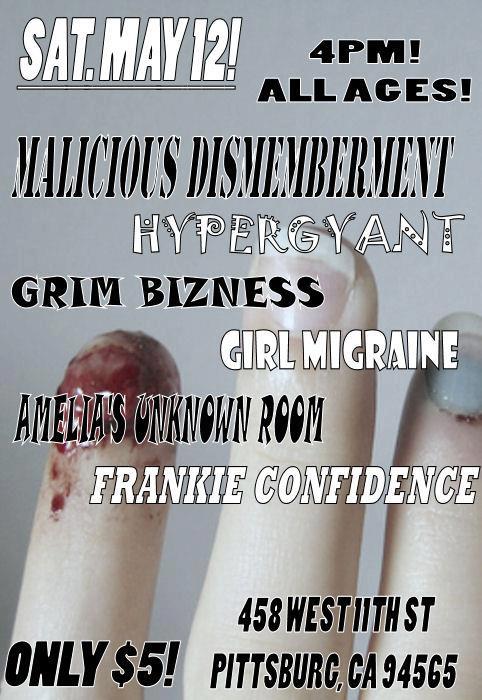 SAT. MAY 12!
4PM!
ALL AGES!
MALICIOUS DISMEMBERMENT
HYPERGYANT
GRIM BIZNESS
GIRL MIGRAINE
AMELIA'S UNKNOWN ROOM
FRANKIE CONFIDENCE
458 WEST 11TH ST
ONLY $5!
PITTSBURG, CA 94565